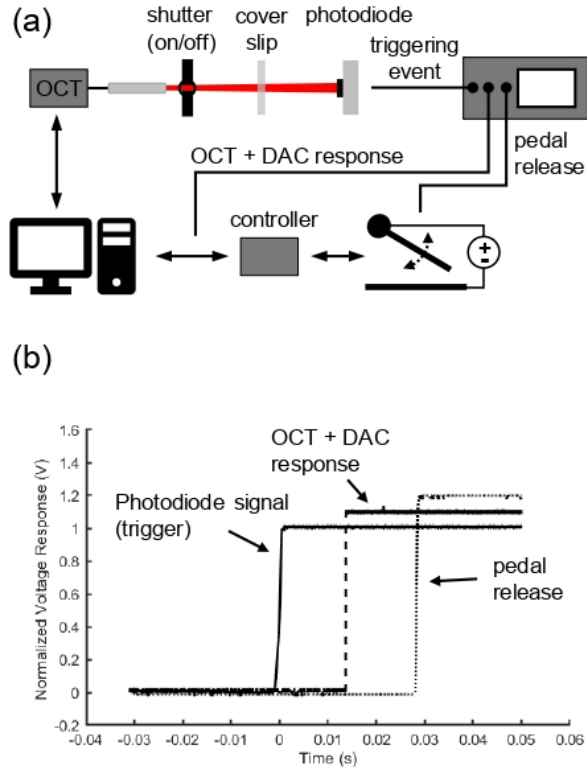 (a)
shutter
(on/off)
cover
slip
photodiode
triggering
event
OCT
OCT + DAC response
pedal
release
controller
+
-
(b)
Normalized Voltage Response (V)
1.6
1.4
1.2
1
0.8
0.6
0.4
0.2
0
-0.2
OCT + DAC
response
Photodiode signal
(trigger)
pedal
release
-0.04
-0.03
-0.02
-0.01
0
0.01
0.02
0.03
0.04
0.05
0.06
Time (s)